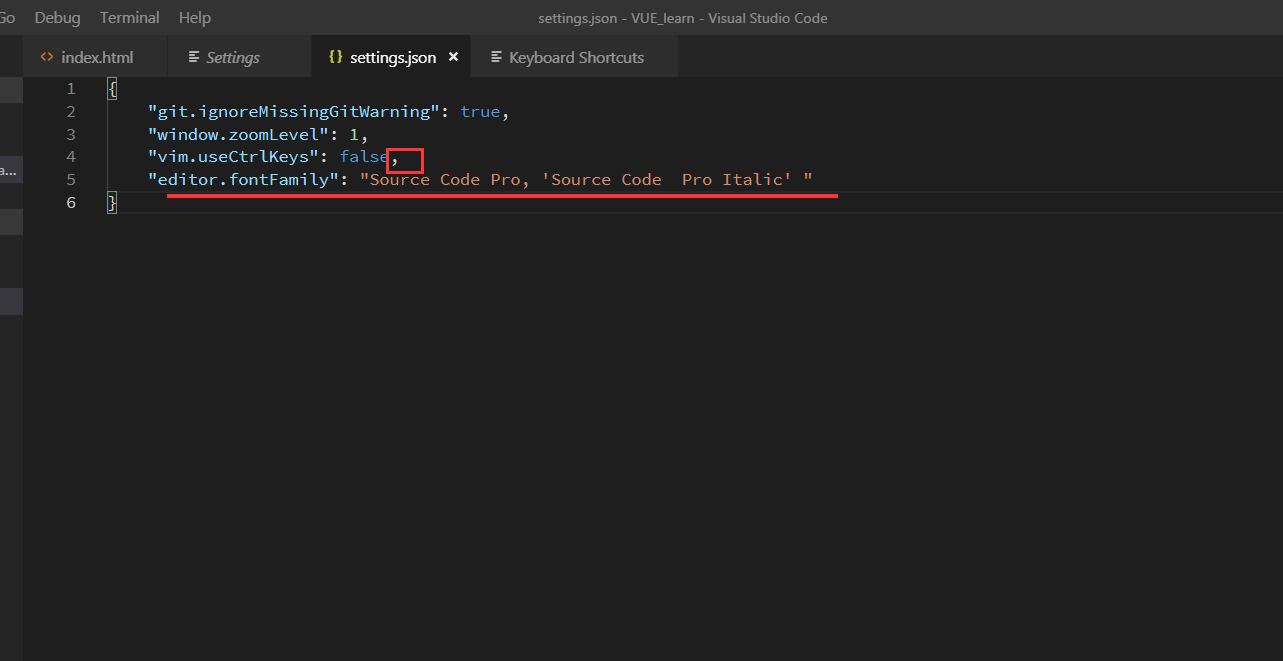 Go Debug Terminal Help settings.json - VUE_learn - Visual Studio Code
<> index.html Settings {} settings.json × Keyboard Shortcuts
1 {
2 "git.ignoreMissingGitWarning": true,
3 "window.zoomLevel": 1,
4 "vim.useCtrlKeys": false,
a... 5 "editor.fontFamily": "Source Code Pro, 'Source Code  Pro Italic' "
6 }